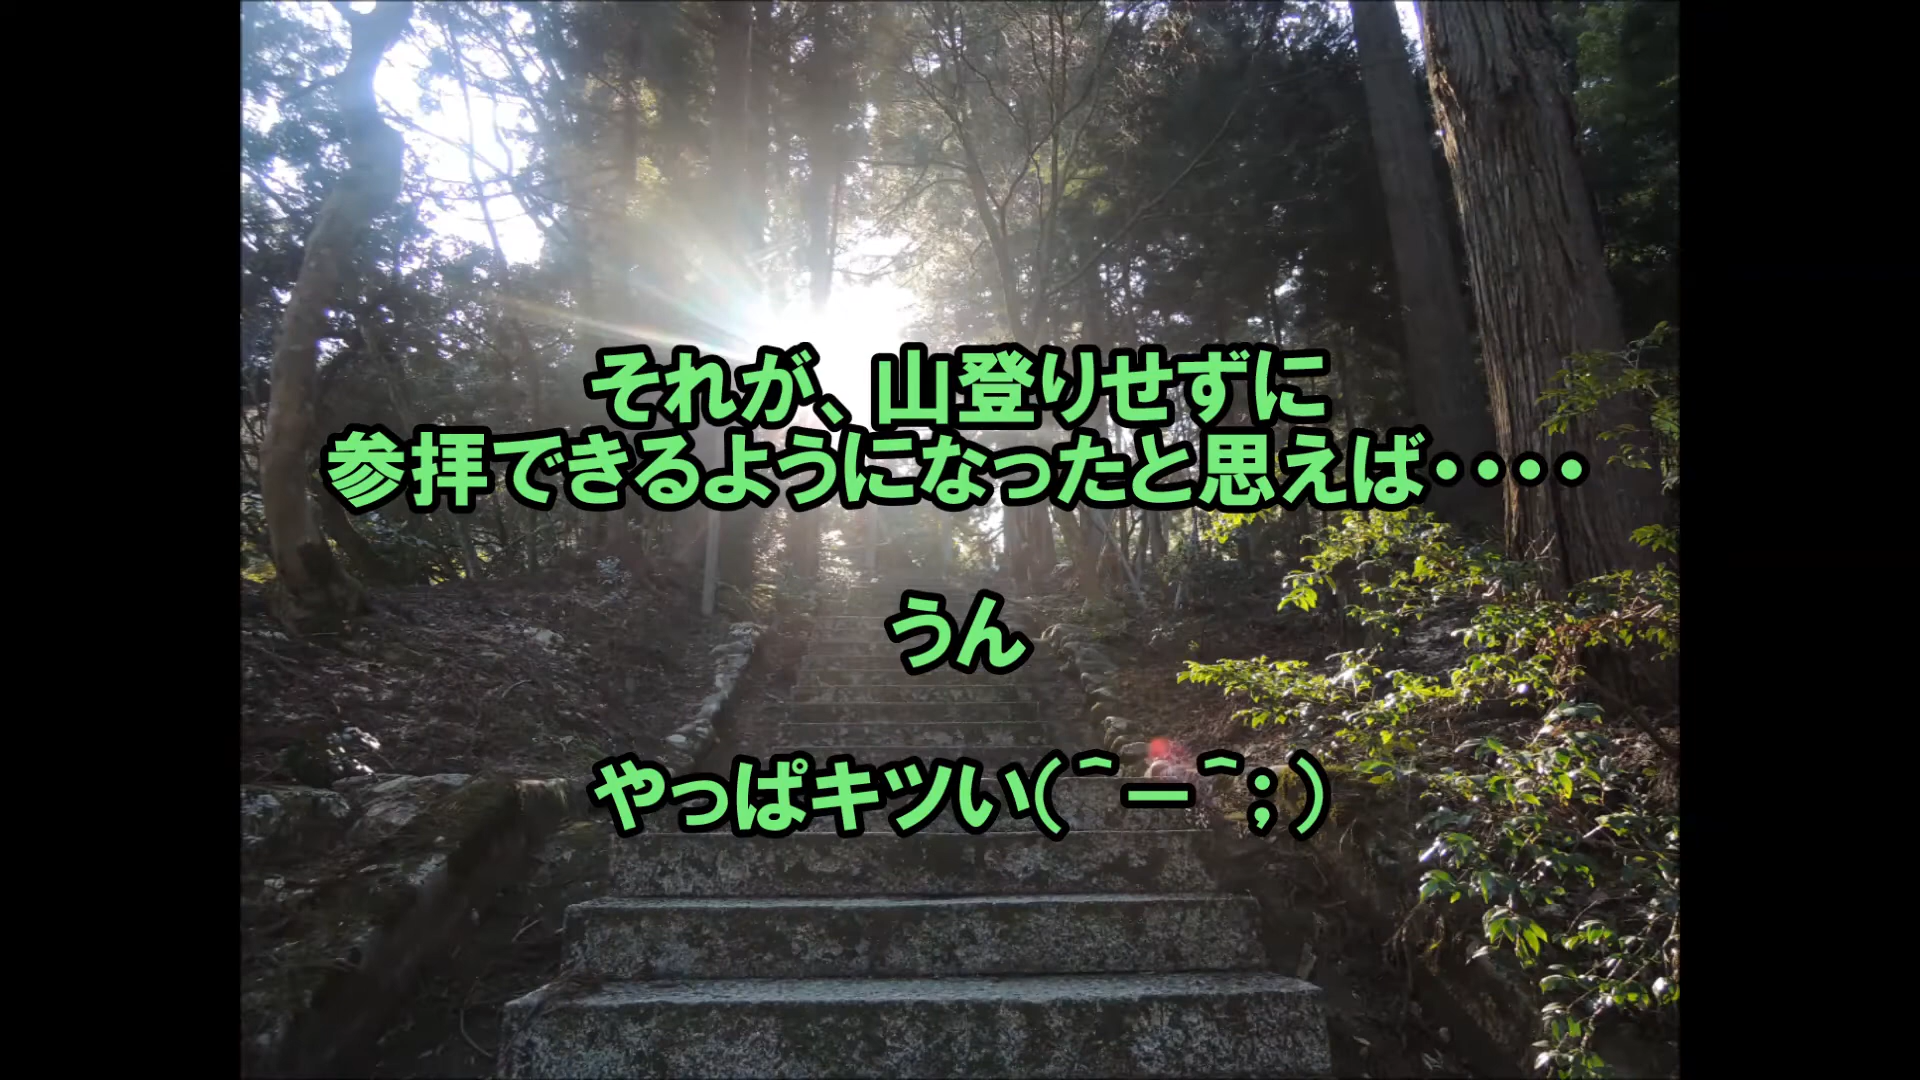 それが、山登りせずに
参拝できるようになったと思えば・・・・
うん
やっぱキツい(＾－＾；)